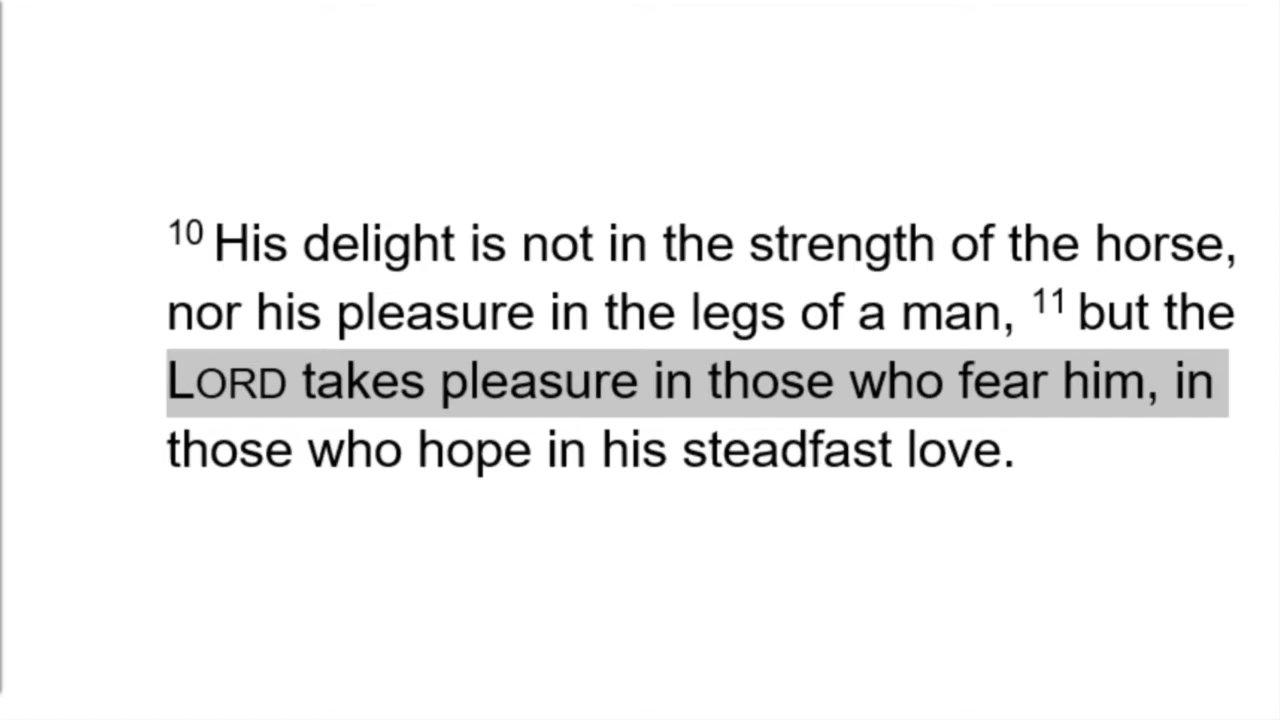 10 His delight is not in the strength of the horse,
nor his pleasure in the legs of a man, 11 but the
LORD takes pleasure in those who fear him, in
those who hope in his steadfast love.